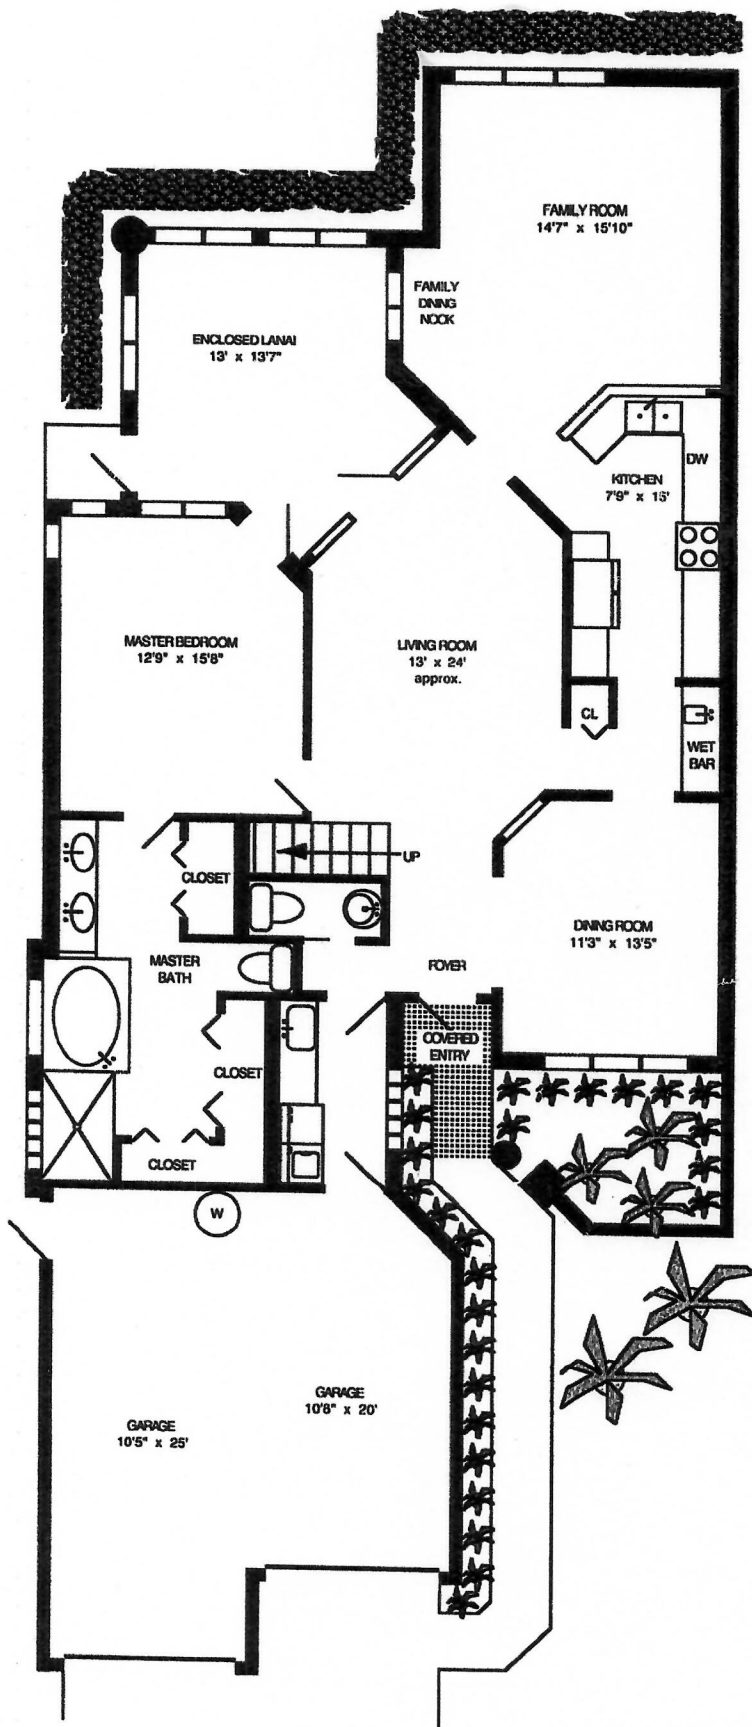 FAMILY ROOM
14'7" x 15'10"
FAMILY
DINING
NOOK
ENCLOSED LANAI
13' x 13'7"
DW
KITCHEN
7'9" x 15'
MASTER BEDROOM
12'9" x 15'8"
LIVING ROOM
13' x 24'
approx.
CL
WET
BAR
UP
CLOSET
DINING ROOM
11'3" x 13'5"
MASTER
BATH
FOYER
COVERED
ENTRY
CLOSET
CLOSET
W
GARAGE
10'8" x 20'
GARAGE
10'5" x 25'